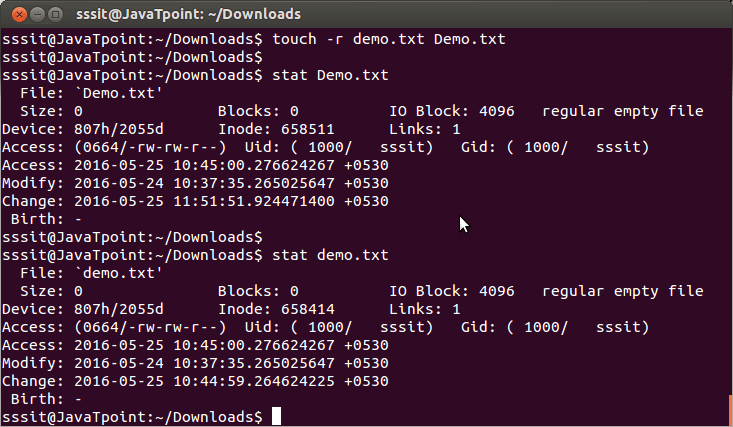 sssit@JavaTpoint: ~/Downloads
sssit@JavaTpoint:~/Downloads$ touch -r demo.txt Demo.txt
sssit@JavaTpoint:~/Downloads$
sssit@JavaTpoint:~/Downloads$ stat Demo.txt
  File: `Demo.txt'
  Size: 0               Blocks: 0          IO Block: 4096   regular empty file
Device: 807h/2055d      Inode: 658511      Links: 1
Access: (0664/-rw-rw-r--)  Uid: ( 1000/   sssit)   Gid: ( 1000/   sssit)
Access: 2016-05-25 10:45:00.276624267 +0530
Modify: 2016-05-24 10:37:35.265025647 +0530
Change: 2016-05-25 11:51:51.924471400 +0530
 Birth: -
sssit@JavaTpoint:~/Downloads$
sssit@JavaTpoint:~/Downloads$ stat demo.txt
  File: `demo.txt'
  Size: 0               Blocks: 0          IO Block: 4096   regular empty file
Device: 807h/2055d      Inode: 658414      Links: 1
Access: (0664/-rw-rw-r--)  Uid: ( 1000/   sssit)   Gid: ( 1000/   sssit)
Access: 2016-05-25 10:45:00.276624267 +0530
Modify: 2016-05-24 10:37:35.265025647 +0530
Change: 2016-05-25 10:44:59.264624225 +0530
 Birth: -
sssit@JavaTpoint:~/Downloads$